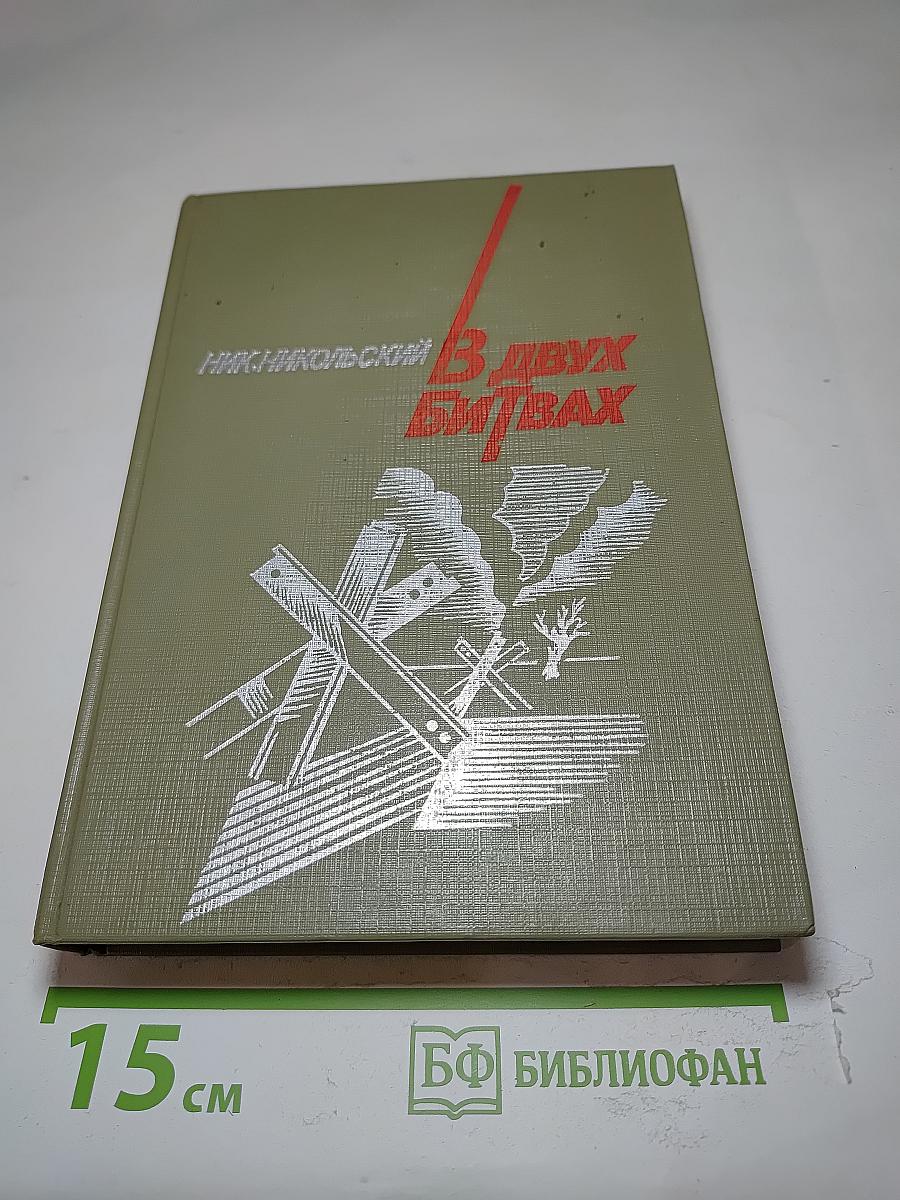 НИК.НИКОЛЬСКИЙ
В ДВУХ
БИТВАХ
15 см
БФ БИБЛИОФАН